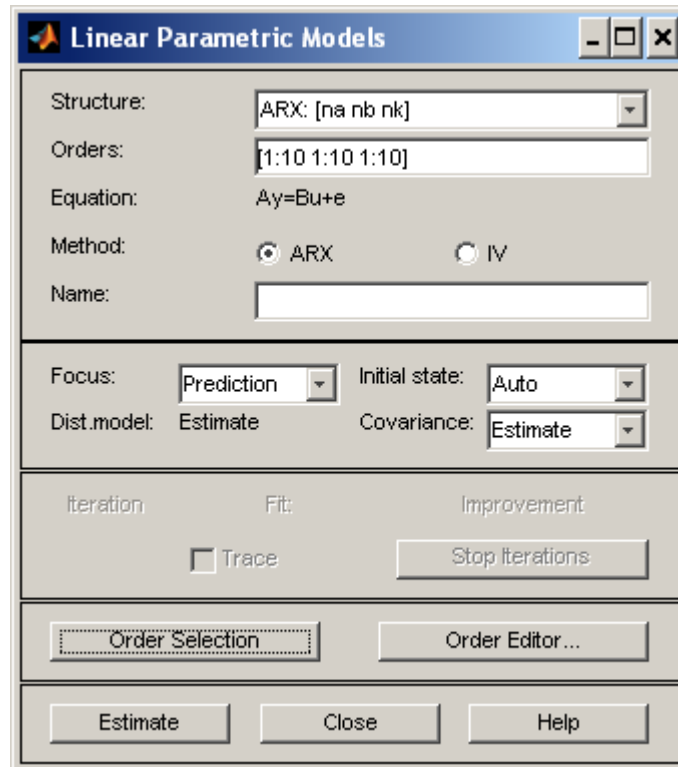 Linear Parametric Models
Structure: ARX: [na nb nk]
Orders: [1:10 1:10 1:10]
Equation: Ay=Bu+e
Method: ARX IV
Name:
Focus: Prediction Initial state: Auto
Dist.model: Estimate Covariance: Estimate
Iteration Fit: Improvement
Trace Stop Iterations
Order Selection Order Editor...
Estimate Close Help